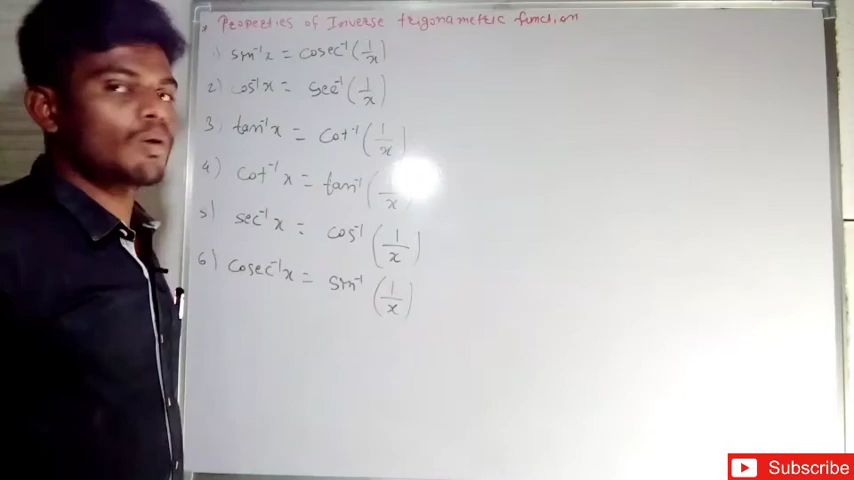 * Properties of Inverse trigonametric function
1) sin⁻¹x = cosec⁻¹(1/x)
2) cos⁻¹x = sec⁻¹(1/x)
3) tan⁻¹x = cot⁻¹(1/x)
4) cot⁻¹x = tan⁻¹( /x)
5) sec⁻¹x = cos⁻¹(1/x)
6) cosec⁻¹x = sin⁻¹(1/x)
Subscribe